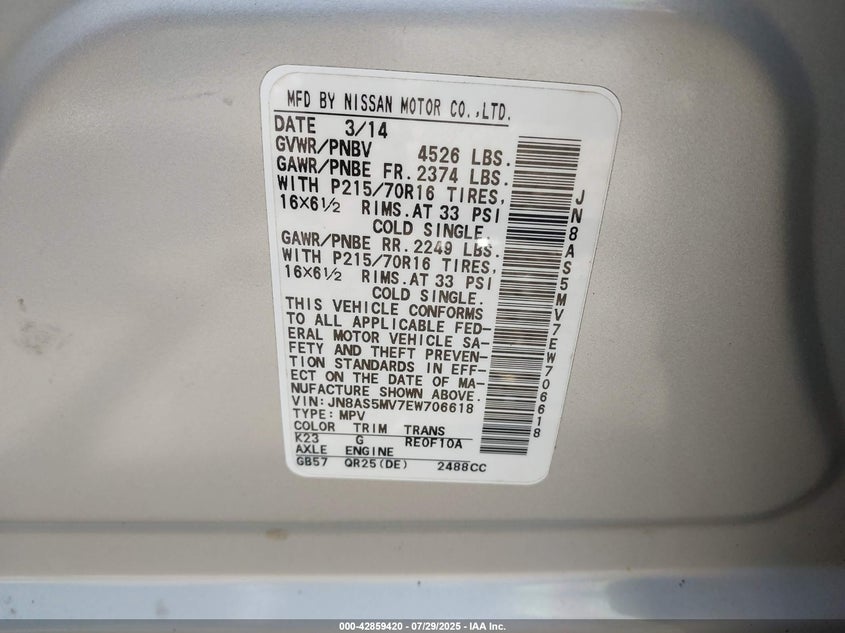 MFD BY NISSAN MOTOR CO.,LTD.
DATE 3/14
GVWR/PNBV 4526 LBS.
GAWR/PNBE FR. 2374 LBS.
WITH P215/70R16 TIRES,
16×6½ RIMS.AT 33 PSI
COLD SINGLE.
GAWR/PNBE RR. 2249 LBS.
WITH P215/70R16 TIRES,
16×6½ RIMS.AT 33 PSI
COLD SINGLE.
THIS VEHICLE CONFORMS
TO ALL APPLICABLE FED-
ERAL MOTOR VEHICLE SA-
FETY AND THEFT PREVEN-
TION STANDARDS IN EFF-
ECT ON THE DATE OF MA-
NUFACTURE SHOWN ABOVE.
VIN: JN8AS5MV7EW706618
TYPE: MPV
COLOR TRIM TRANS
K23 G RE0F10A
AXLE ENGINE
GB57 QR25(DE) 2488CC
JN8AS5MV7EW706618
000-42859420 | 07/29/2025 - IAA Inc.